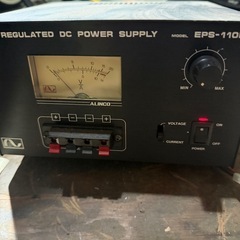 REGULATED DC POWER SUPPLY MODEL EPS-110
ALINCO
MIN MAX
VOLTAGE ON
CURRENT POWER OFF